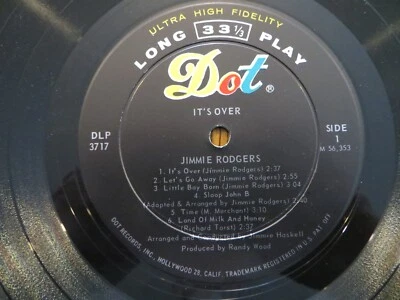 ULTRA HIGH FIDELITY
LONG 33⅓ PLAY
Dot
IT'S OVER
DLP
3717
SIDE
1
M 56,353
JIMMIE RODGERS
1. It's Over (Jimmie Rodgers) 2:37
2. Let's Go Away (Jimmie Rodgers) 2:55
3. Little Boy Born (Jimmie Rodgers) 3:04
4. Sloop John B
(Adapted & Arranged by Jimmie Rodgers) 2:40
5. Time (M. Merchant) 3:00
6. Land Of Milk And Honey
(Richard Torst) 2:37
Arranged and Conducted by Jimmie Haskell
Produced by Randy Wood
DOT RECORDS, INC., HOLLYWOOD 28, CALIF. TRADEMARK REGISTERED IN U.S. PAT. OFF.